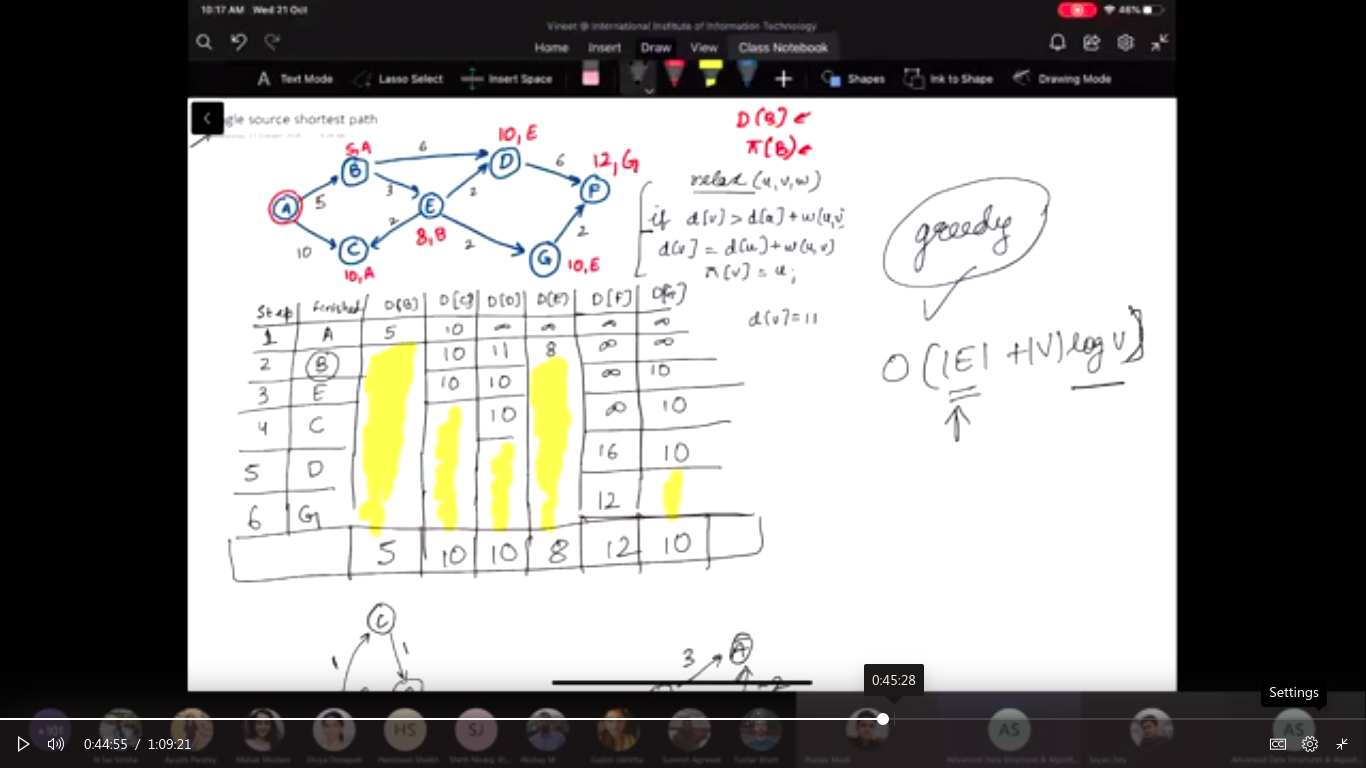 10:17 AM Wed 21 Oct
46%
Vineet @ International Institute of Information Technology
Home Insert Draw View Class Notebook
Text Mode Lasso Select Insert Space Shapes Ink to Shape Drawing Mode
gle source shortest path
D[B]
π[B]
5,A
6
10,E
B
D
6
12,G
relax (u,v,w)
A
5
3
E
2
F
if d[v] > d[u] + w(u,v)
2
8,B
2
2
d[v] = d[u] + w(u,v)
10
C
G
10,E
π[v] = u;
10,A
greedy
Step Finished D[B] D[C] D[D] D[E] D[F] D[G]
d[v]=11
1 A 5 10 ∞ ∞ ∞ ∞
2 B 10 11 8 ∞ ∞
3 E 10 10 ∞ 10
4 C 10 ∞ 10
5 D 16 10
6 G 12
5 10 10 8 12 10
O (|E| + |V) log V]
C
1
1
3
A
-2
0:45:28
Settings
+101
HS
SJ
AS
AS
0:44:55 / 1:09:21